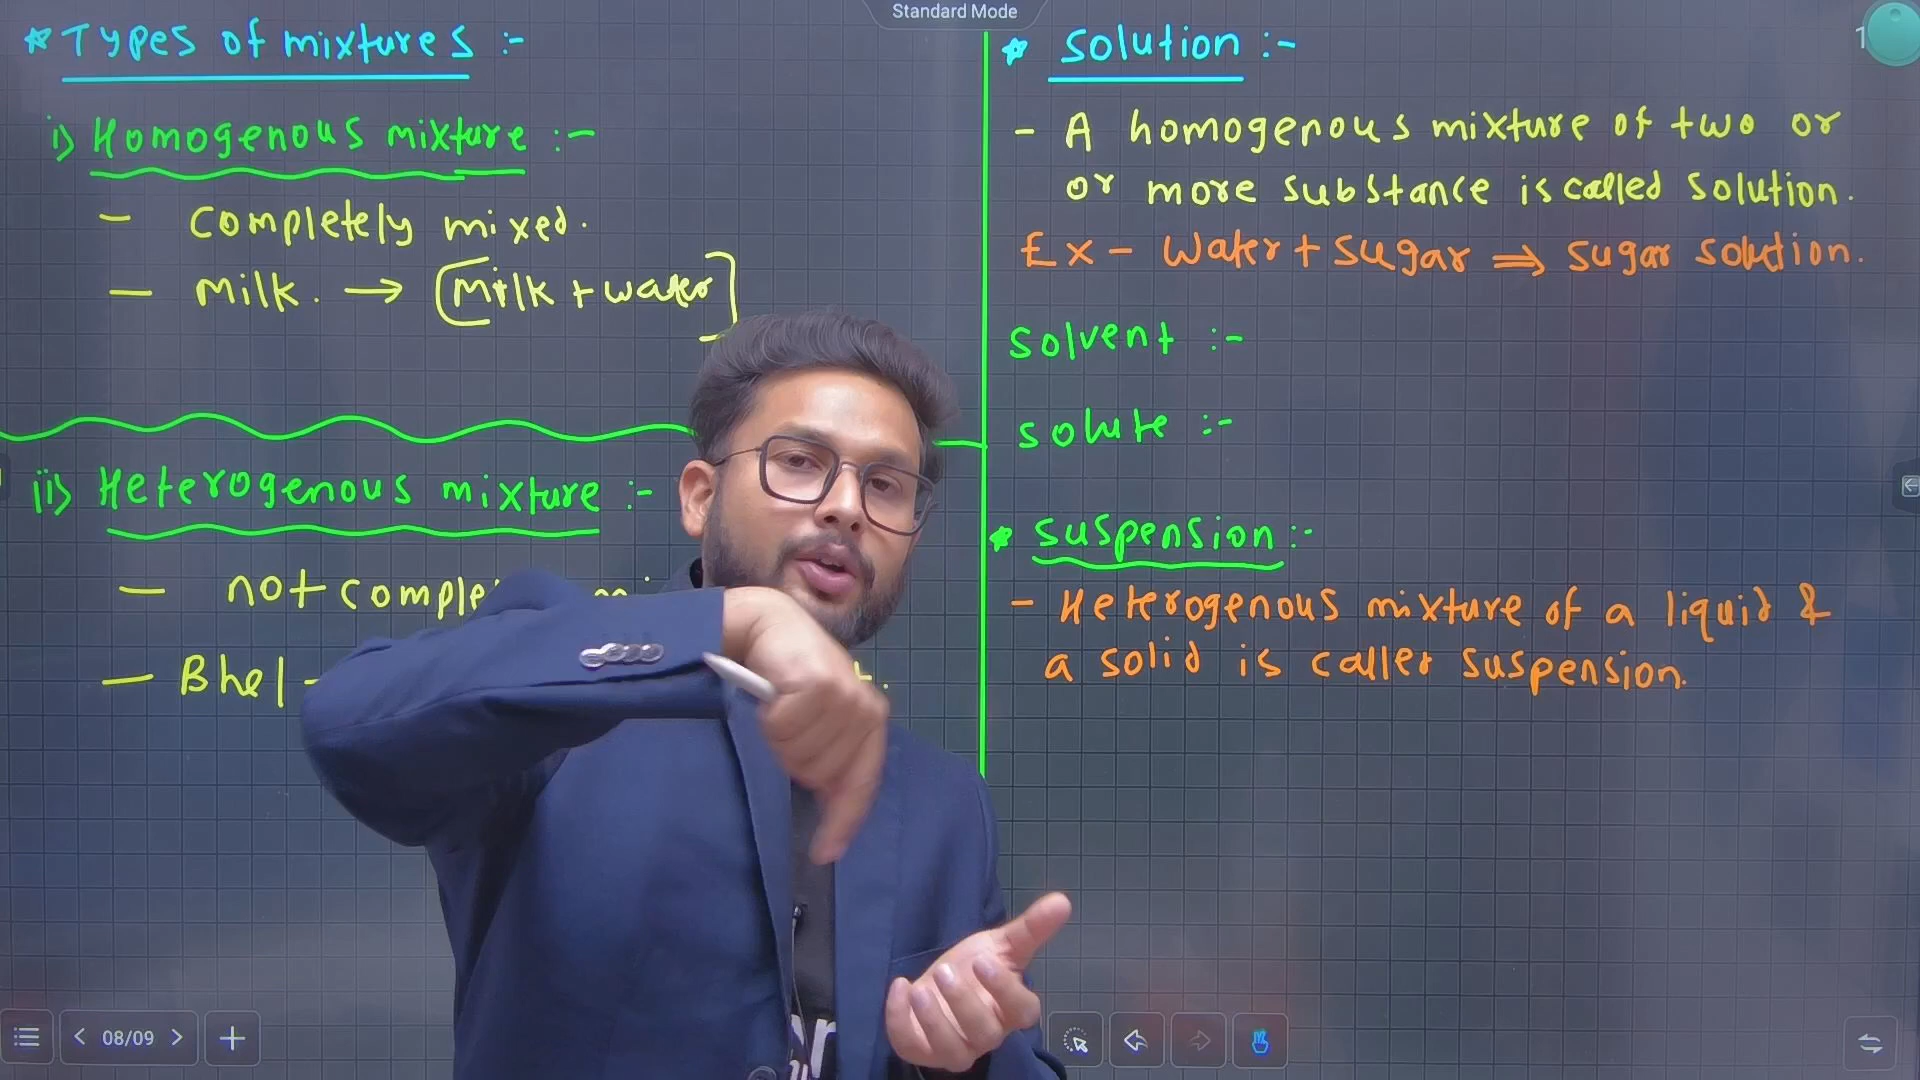 Standard Mode
* Types of mixtures :-
i) Homogenous mixture :-
- completely mixed.
- milk. → [Milk + water]
ii) Heterogenous mixture :-
- not comple
- Bhel -
* Solution :-
1
- A homogenous mixture of two or
or more substance is called solution.
Ex - Water + sugar ⇒ sugar solution.
solvent :-
solute :-
* suspension :-
- Heterogenous mixture of a liquid &
a solid is called suspension.
08/09